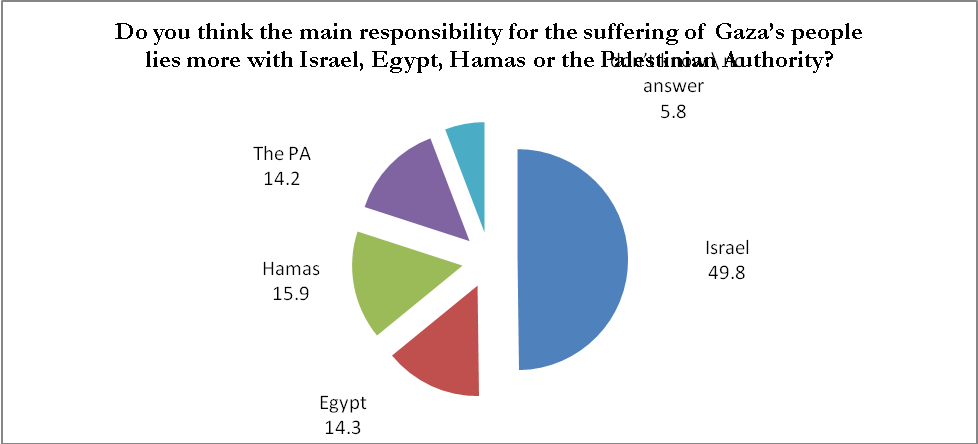 Do you think the main responsibility for the suffering of Gaza's people
lies more with Israel, Egypt, Hamas or the Palestinian Authority?
answer
5.8
The PA
14.2
Israel
49.8
Hamas
15.9
Egypt
14.3